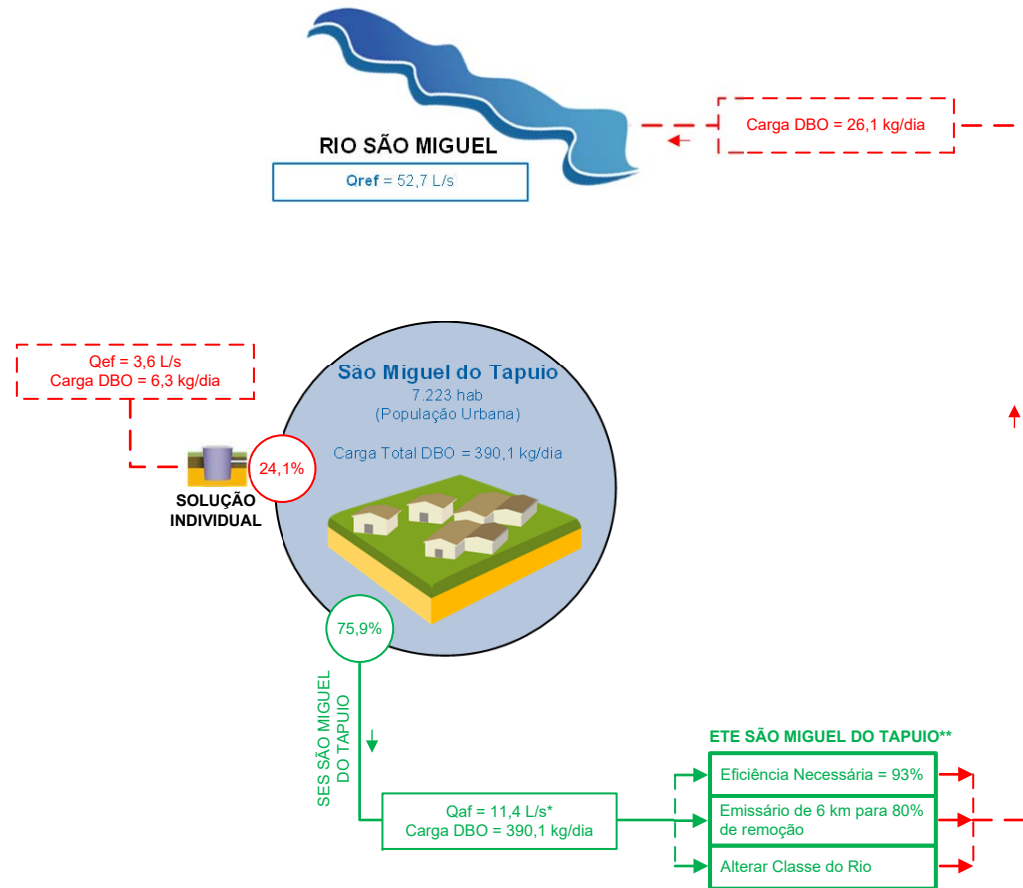 RIO SÃO MIGUEL
Qref = 52,7 L/s
Carga DBO = 26,1 kg/dia
Qef = 3,6 L/s
Carga DBO = 6,3 kg/dia
São Miguel do Tapuio
7.223 hab
(População Urbana)
Carga Total DBO = 390,1 kg/dia
24,1%
SOLUÇÃO
INDIVIDUAL
75,9%
SES SÃO MIGUEL
DO TAPUIO
Qaf = 11,4 L/s*
Carga DBO = 390,1 kg/dia
ETE SÃO MIGUEL DO TAPUIO**
Eficiência Necessária = 93%
Emissário de 6 km para 80%
de remoção
Alterar Classe do Rio